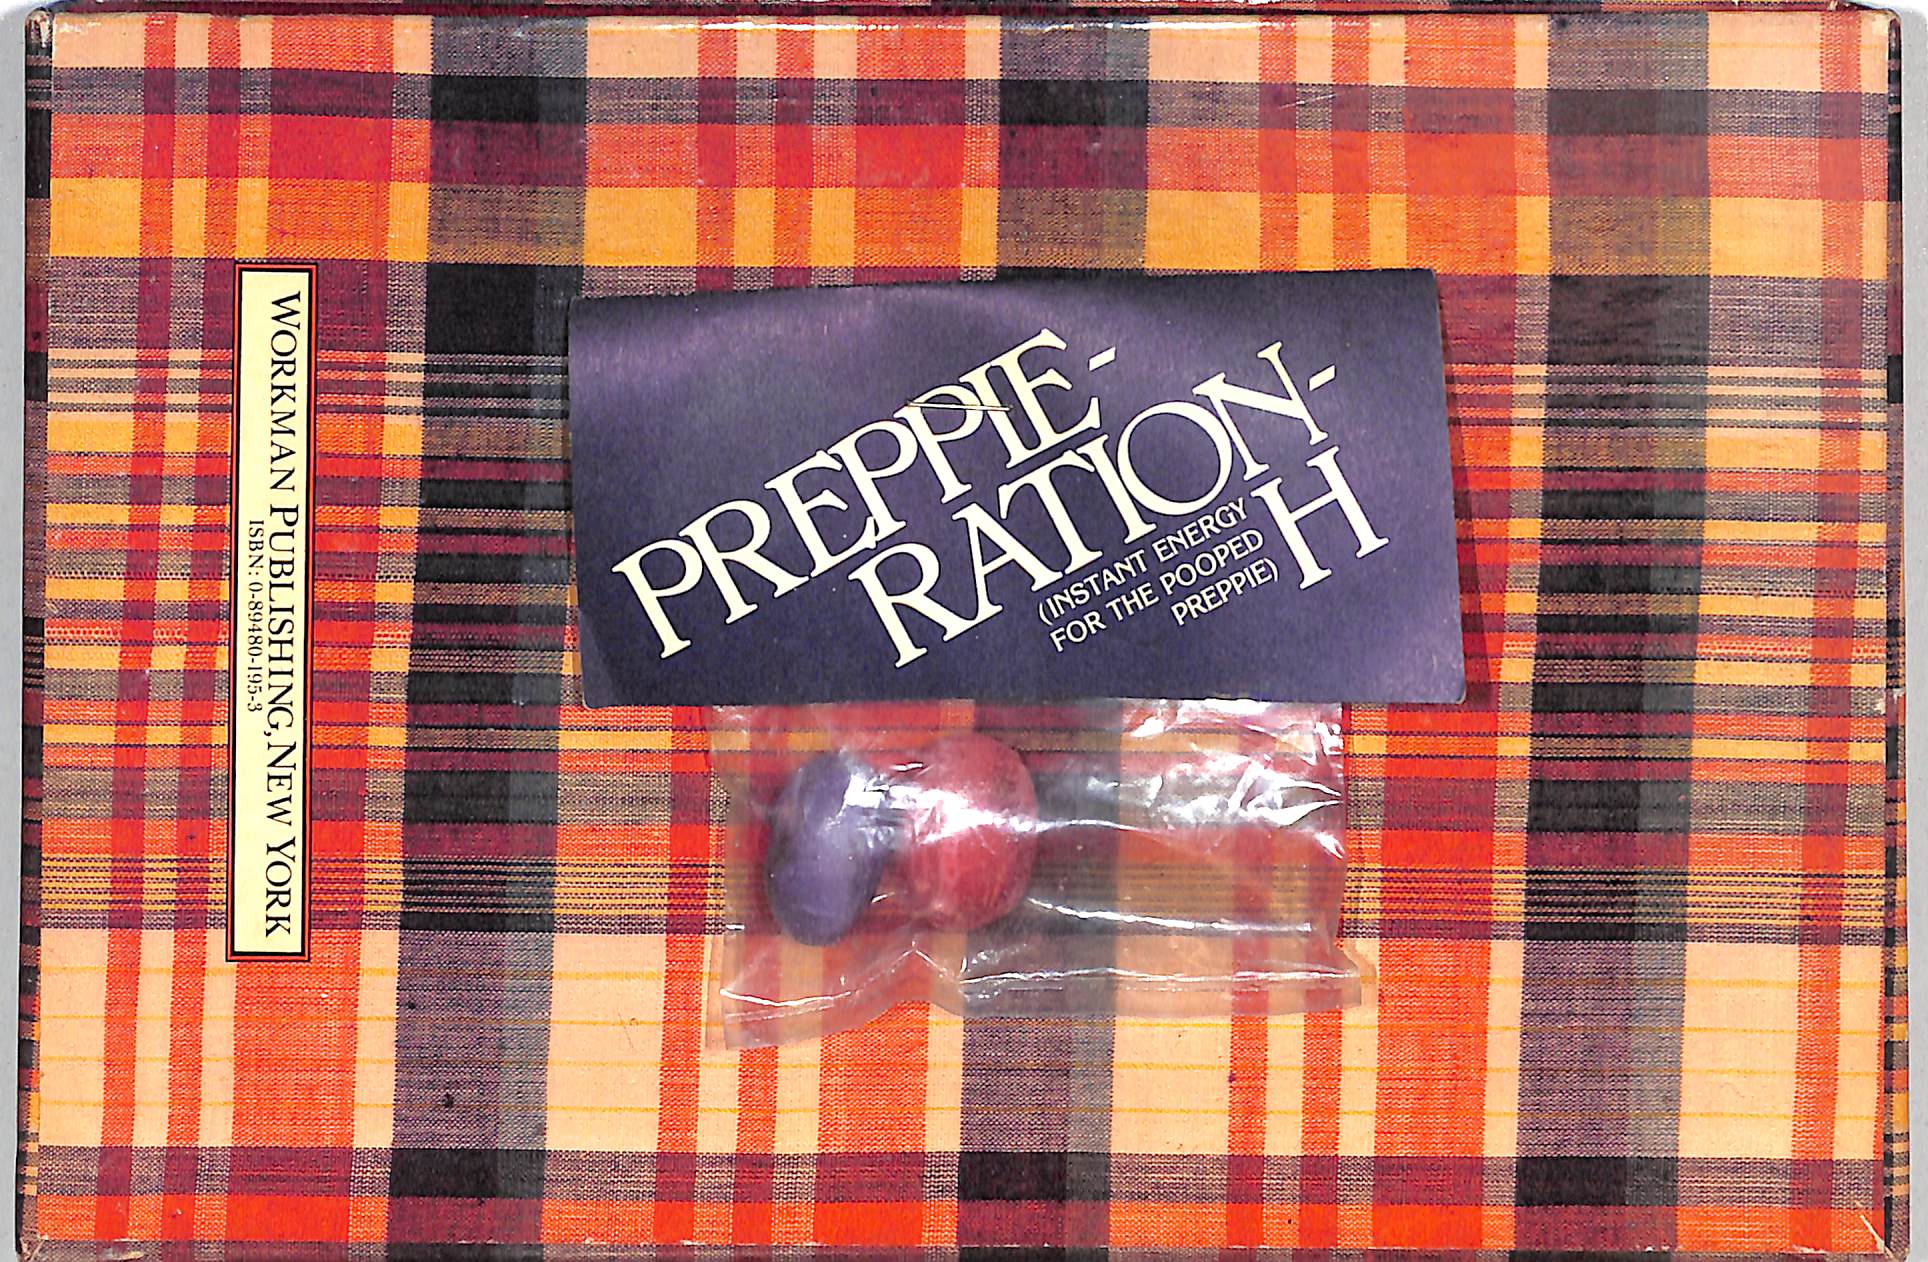 PREPPIE-
RATION-
H
(INSTANT ENERGY
FOR THE POOPED
PREPPIE)
WORKMAN PUBLISHING, NEW YORK
ISBN: 0-89480-195-3